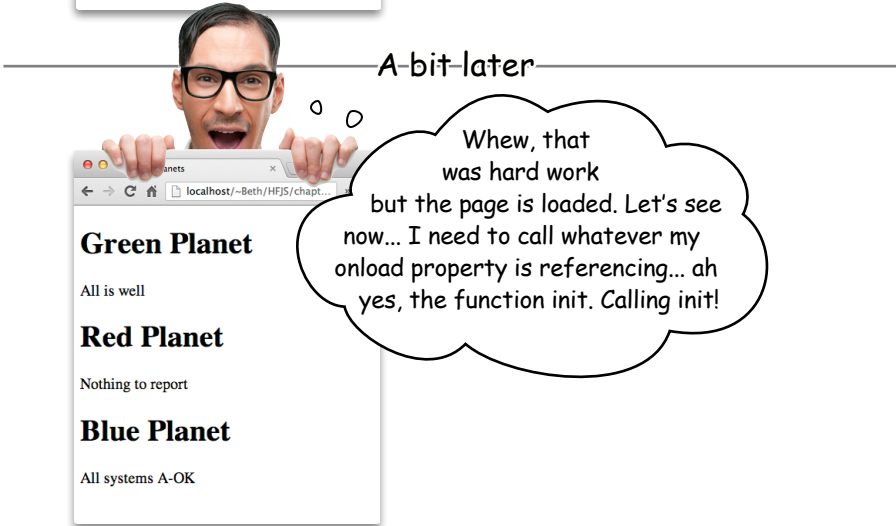 A bit later
Whew, that
was hard work
but the page is loaded. Let's see
now... I need to call whatever my
onload property is referencing... ah
yes, the function init. Calling init!
anets
localhost/~Beth/HFJS/chapt...
Green Planet
All is well
Red Planet
Nothing to report
Blue Planet
All systems A-OK